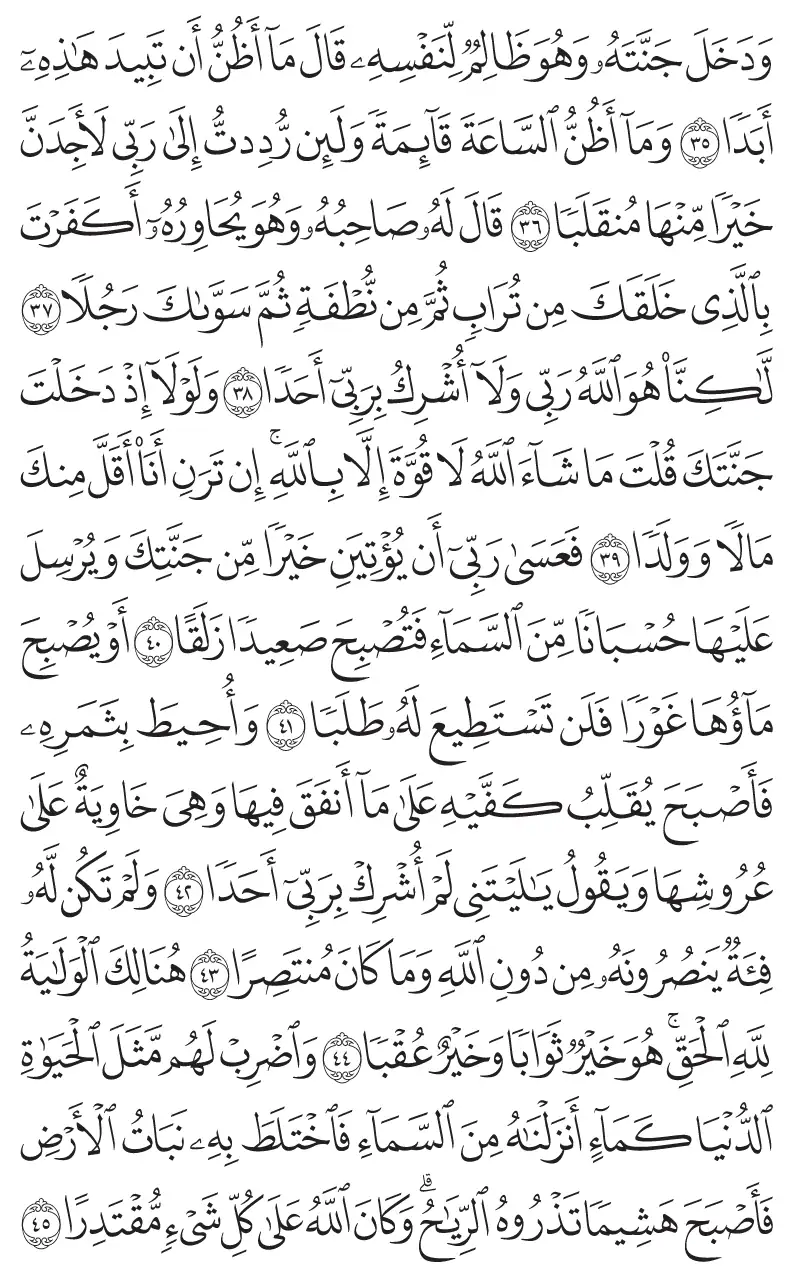 وَدَخَلَ جَنَّتَهُۥ وَهُوَ ظَالِمٌ لِّنَفْسِهِۦ قَالَ مَآ أَظُنُّ أَن تَبِيدَ هَٰذِهِۦٓ
أَبَدًا ٣٥ وَمَآ أَظُنُّ ٱلسَّاعَةَ قَآئِمَةً وَلَئِن رُّدِدتُّ إِلَىٰ رَبِّى لَأَجِدَنَّ
خَيْرًا مِّنْهَا مُنقَلَبًا ٣٦ قَالَ لَهُۥ صَاحِبُهُۥ وَهُوَ يُحَاوِرُهُۥٓ أَكَفَرْتَ
بِٱلَّذِى خَلَقَكَ مِن تُرَابٍ ثُمَّ مِن نُّطْفَةٍ ثُمَّ سَوَّىٰكَ رَجُلًا ٣٧
لَّٰكِنَّا۠ هُوَ ٱللَّهُ رَبِّى وَلَآ أُشْرِكُ بِرَبِّىٓ أَحَدًا ٣٨ وَلَوْلَآ إِذْ دَخَلْتَ
جَنَّتَكَ قُلْتَ مَا شَآءَ ٱللَّهُ لَا قُوَّةَ إِلَّا بِٱللَّهِ ۚ إِن تَرَنِ أَنَا۠ أَقَلَّ مِنكَ
مَالًا وَوَلَدًا ٣٩ فَعَسَىٰ رَبِّىٓ أَن يُؤْتِيَنِ خَيْرًا مِّن جَنَّتِكَ وَيُرْسِلَ
عَلَيْهَا حُسْبَانًا مِّنَ ٱلسَّمَآءِ فَتُصْبِحَ صَعِيدًا زَلَقًا ٤٠ أَوْ يُصْبِحَ
مَآؤُهَا غَوْرًا فَلَن تَسْتَطِيعَ لَهُۥ طَلَبًا ٤١ وَأُحِيطَ بِثَمَرِهِۦ
فَأَصْبَحَ يُقَلِّبُ كَفَّيْهِ عَلَىٰ مَآ أَنفَقَ فِيهَا وَهِىَ خَاوِيَةٌ عَلَىٰ
عُرُوشِهَا وَيَقُولُ يَٰلَيْتَنِى لَمْ أُشْرِكْ بِرَبِّىٓ أَحَدًا ٤٢ وَلَمْ تَكُن لَّهُۥ
فِئَةٌ يَنصُرُونَهُۥ مِن دُونِ ٱللَّهِ وَمَا كَانَ مُنتَصِرًا ٤٣ هُنَالِكَ ٱلْوَلَٰيَةُ
لِلَّهِ ٱلْحَقِّ ۚ هُوَ خَيْرٌ ثَوَابًا وَخَيْرٌ عُقْبًا ٤٤ وَٱضْرِبْ لَهُم مَّثَلَ ٱلْحَيَوٰةِ
ٱلدُّنْيَا كَمَآءٍ أَنزَلْنَٰهُ مِنَ ٱلسَّمَآءِ فَٱخْتَلَطَ بِهِۦ نَبَاتُ ٱلْأَرْضِ
فَأَصْبَحَ هَشِيمًا تَذْرُوهُ ٱلرِّيَٰحُ ۗ وَكَانَ ٱللَّهُ عَلَىٰ كُلِّ شَىْءٍ مُّقْتَدِرًا ٤٥